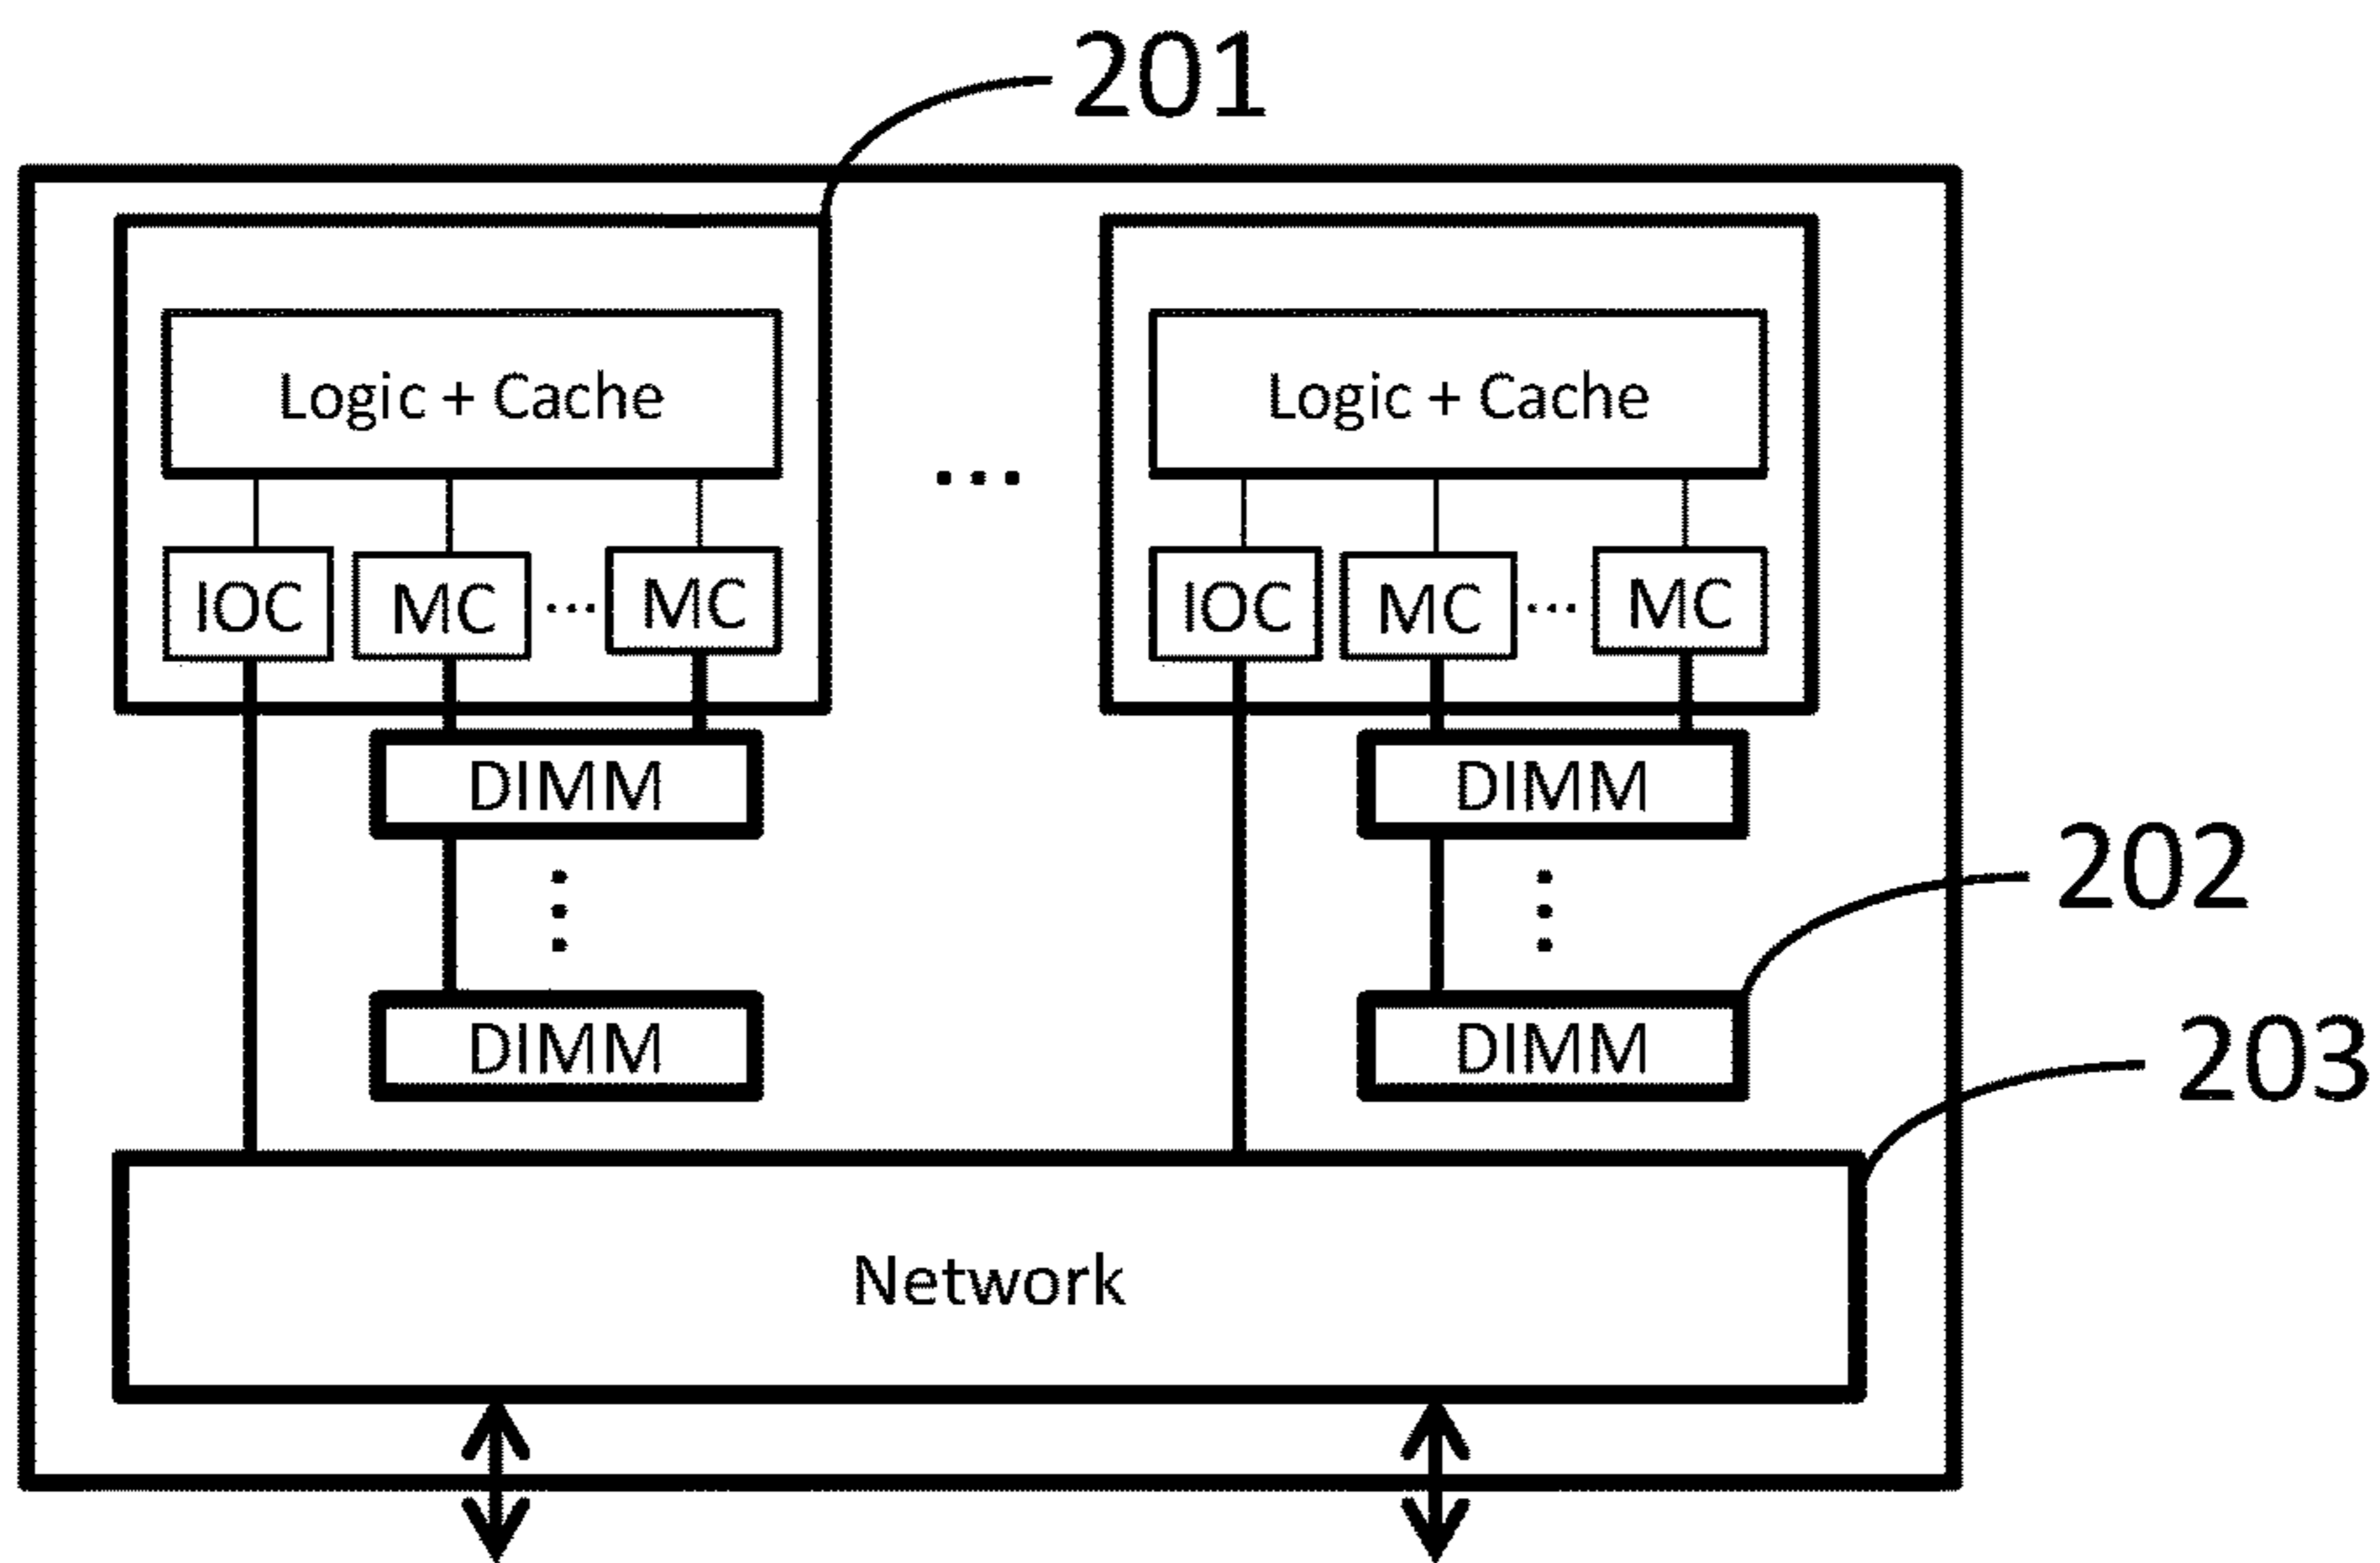 201
Logic + Cache
Logic + Cache
...
IOC
MC
...
MC
IOC
MC
...
MC
DIMM
DIMM
202
DIMM
DIMM
203
Network